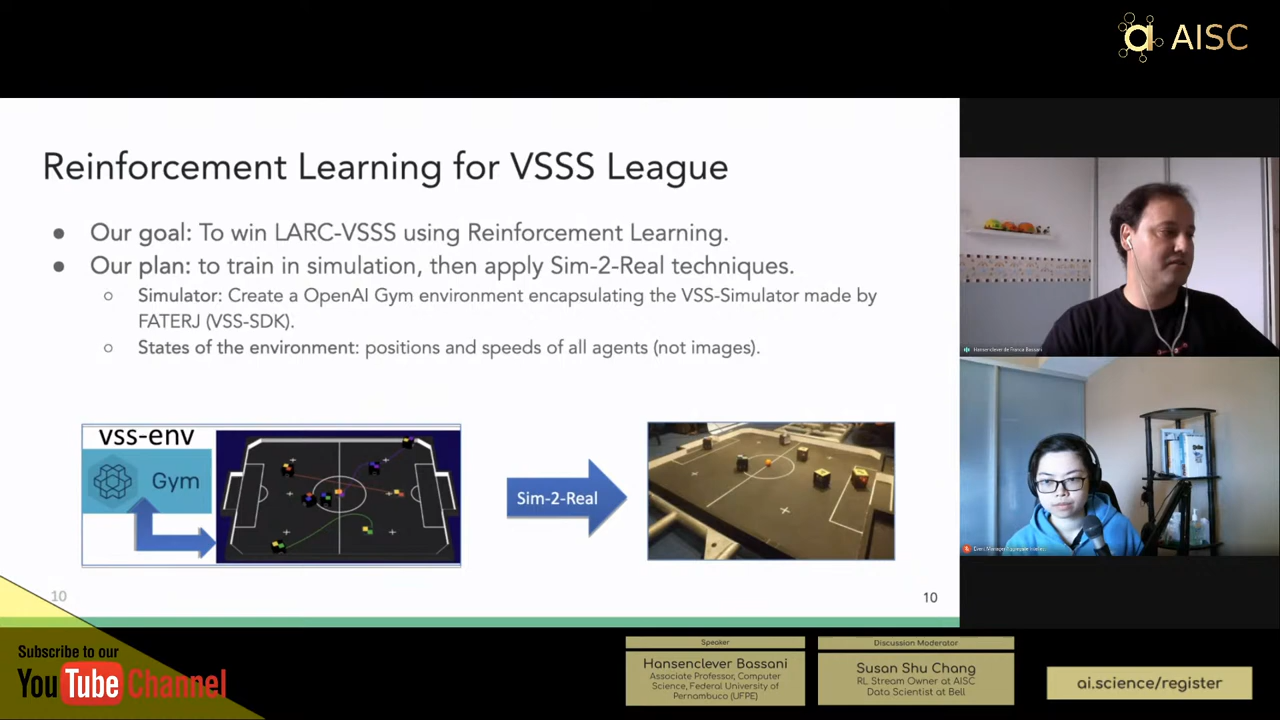 AISC
Reinforcement Learning for VSSS League
● Our goal: To win LARC-VSSS using Reinforcement Learning.
● Our plan: to train in simulation, then apply Sim-2-Real techniques.
○ Simulator: Create a OpenAI Gym environment encapsulating the VSS-Simulator made by
FATERJ (VSS-SDK).
○ States of the environment: positions and speeds of all agents (not images).
vss-env
Gym
Sim-2-Real
10
10
Hansenclever de Franca Bassani
Subscribe to our
YouTube Channel
Speaker
Hansenclever Bassani
Associate Professor, Computer
Science, Federal University of
Pernambuco (UFPE)
Discussion Moderator
Susan Shu Chang
RL Stream Owner at AISC
Data Scientist at Bell
ai.science/register